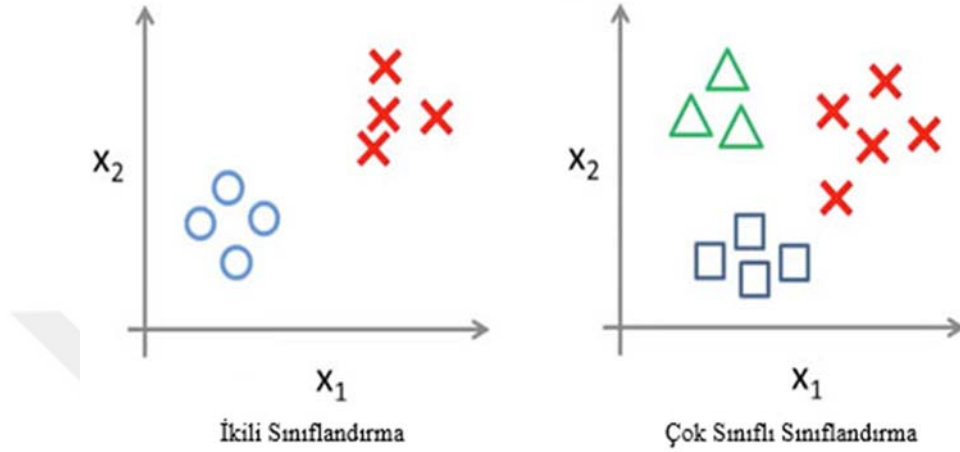 X₂
X₁
İkili Sınıflandırma
X₂
X₁
Çok Sınıflı Sınıflandırma